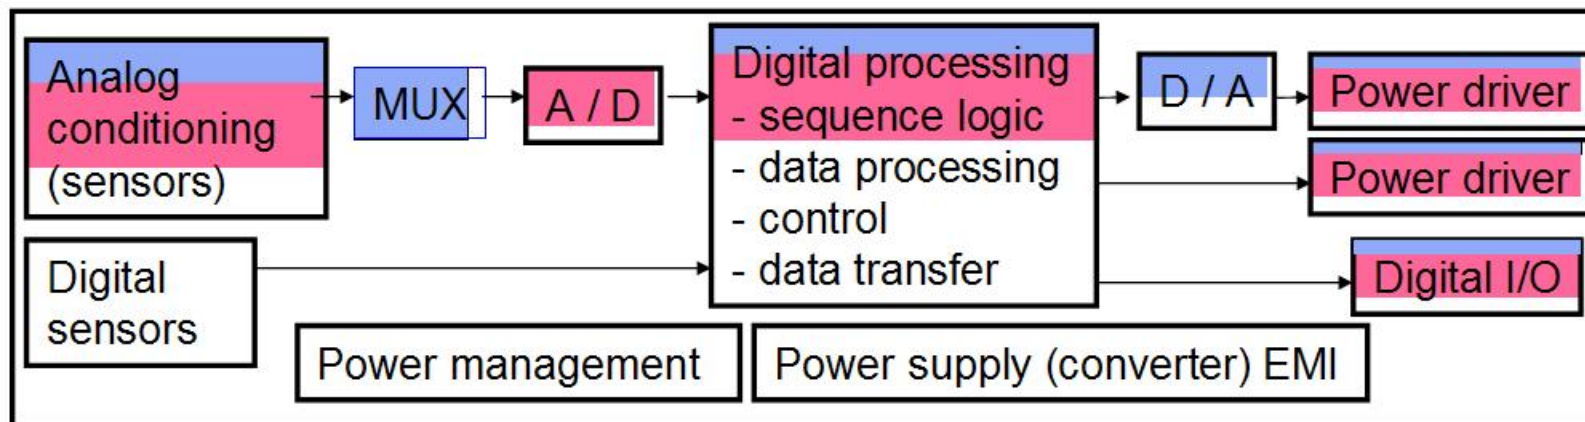 Analog
conditioning
(sensors)
MUX
A / D
Digital processing
- sequence logic
- data processing
- control
- data transfer
D / A
Power driver
Power driver
Digital I/O
Digital
sensors
Power management
Power supply (converter) EMI